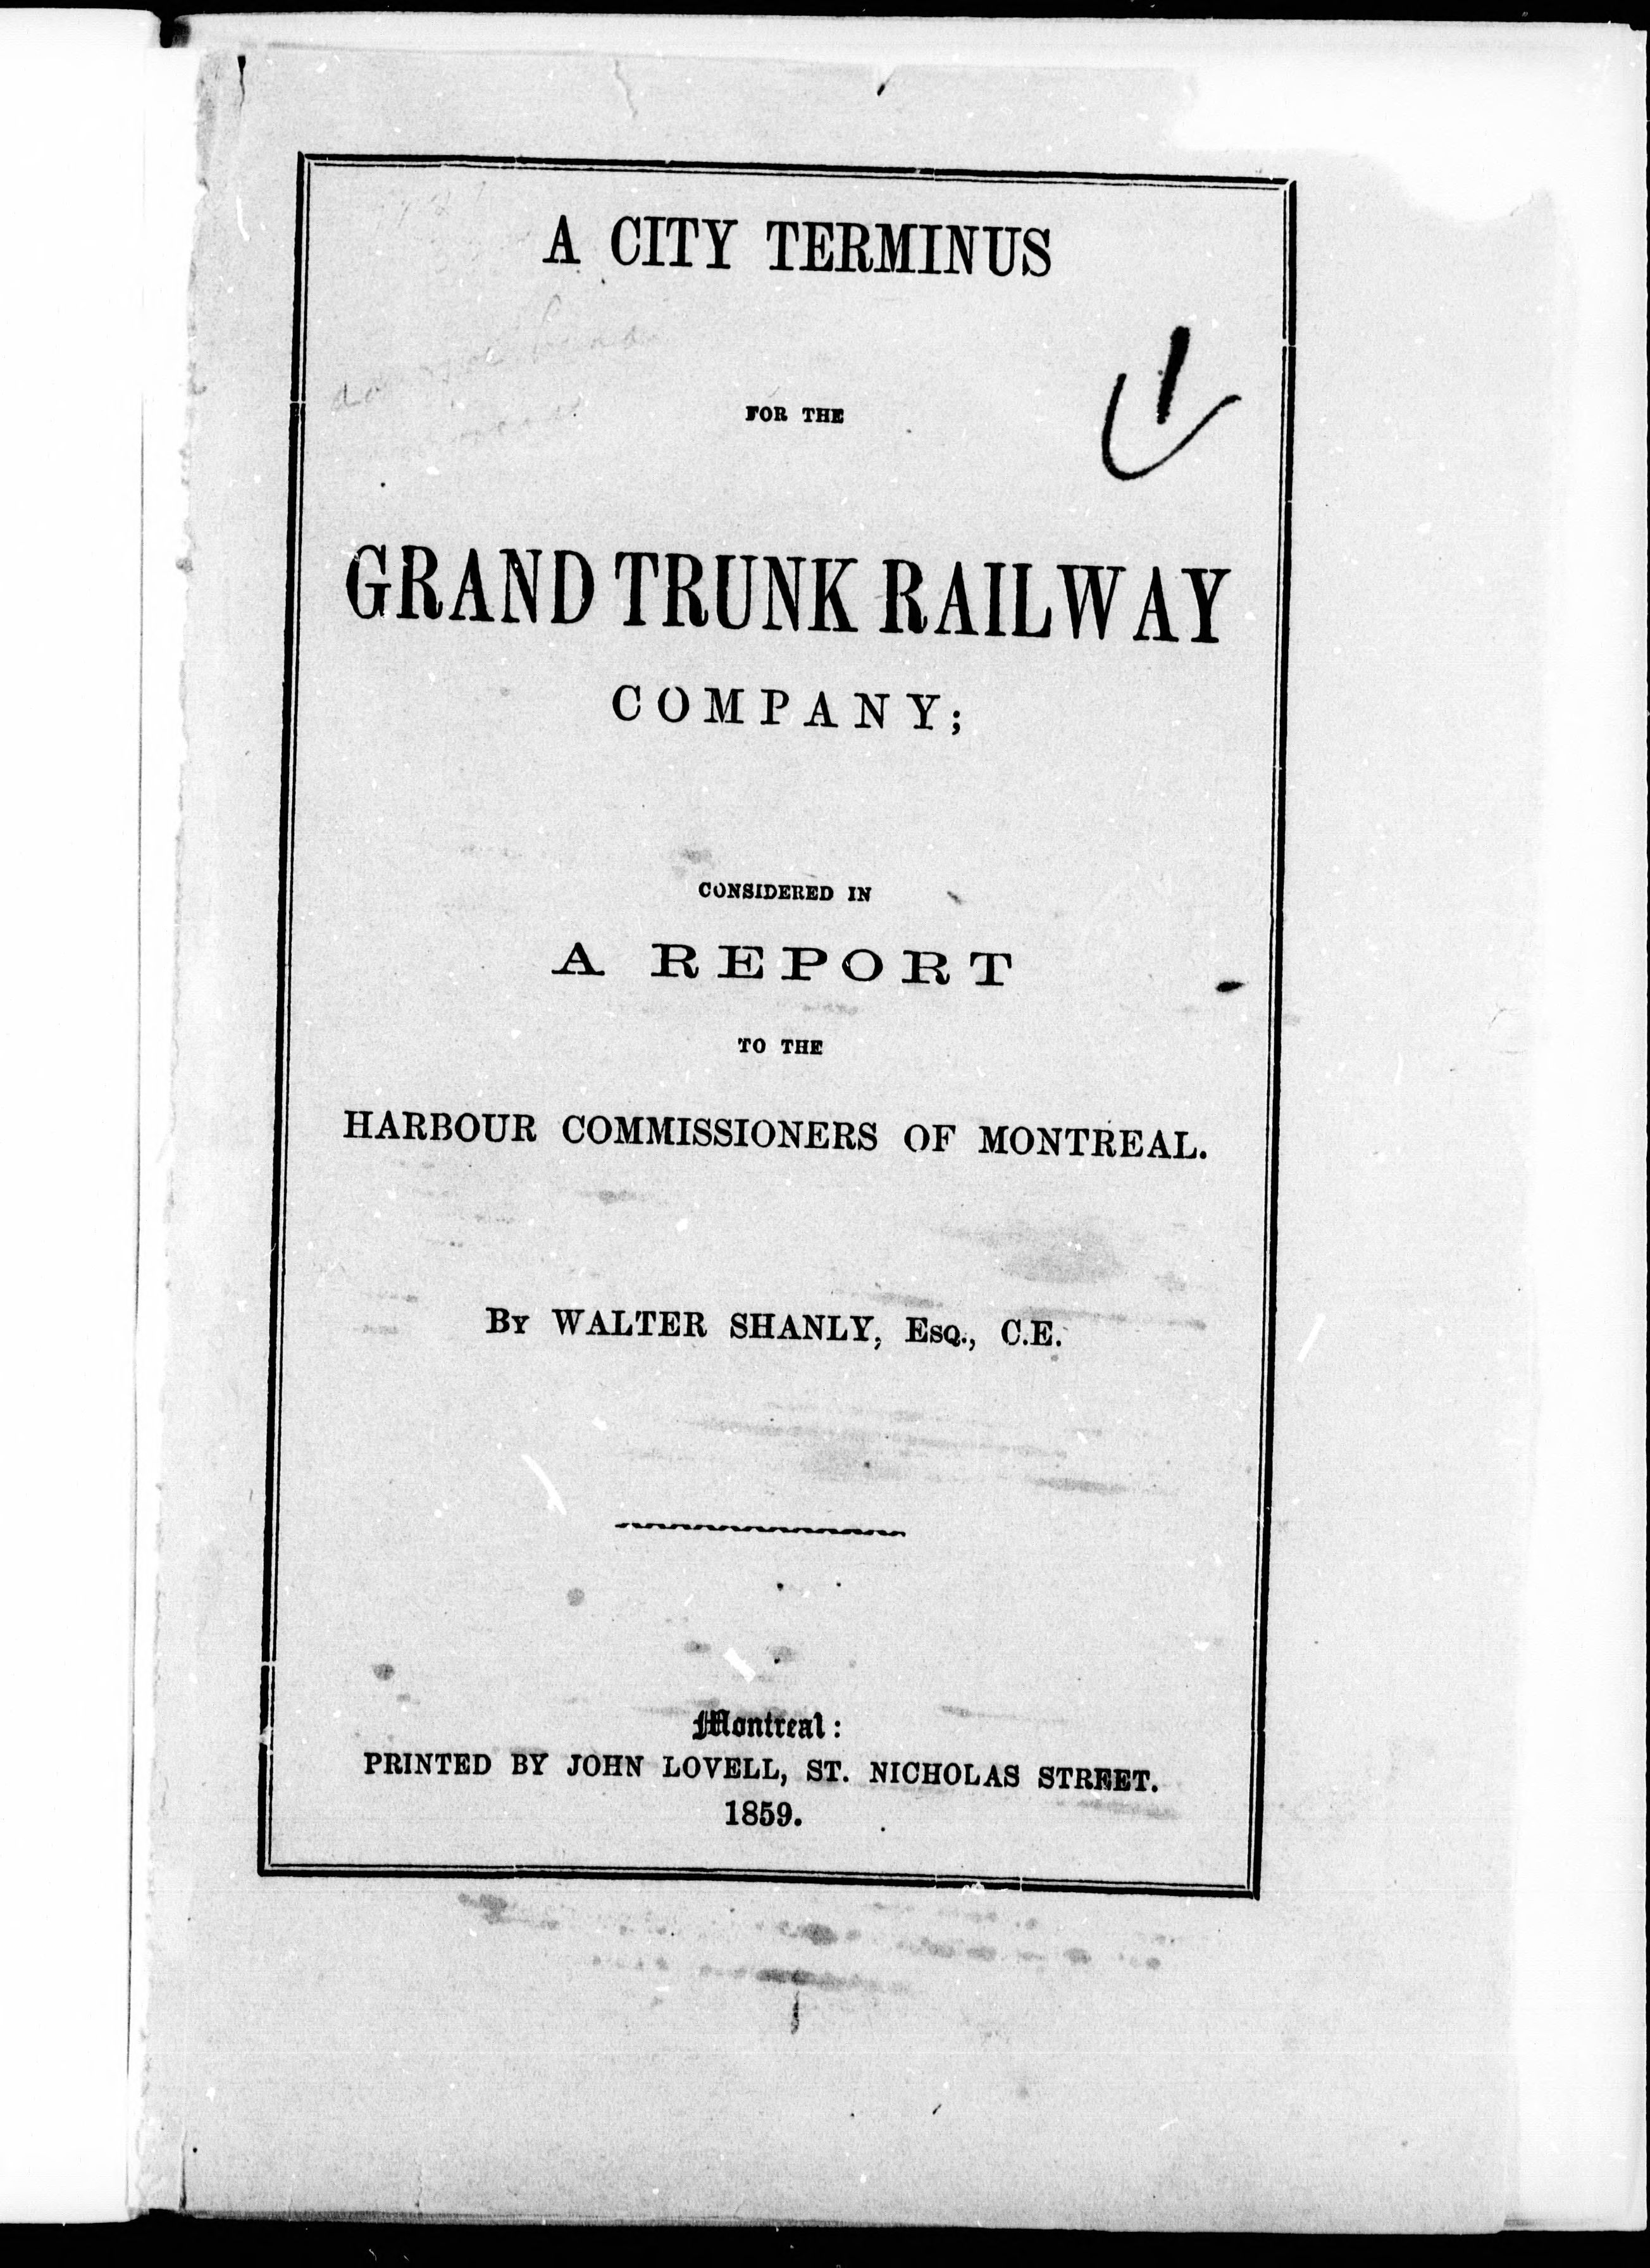 A CITY TERMINUS
FOR THE
1
GRAND TRUNK RAILWAY
COMPANY;
CONSIDERED IN
A REPORT
TO THE
HARBOUR COMMISSIONERS OF MONTREAL.
By WALTER SHANLY, Esq., C.E.
Montreal:
PRINTED BY JOHN LOVELL, ST. NICHOLAS STREET.
1859.